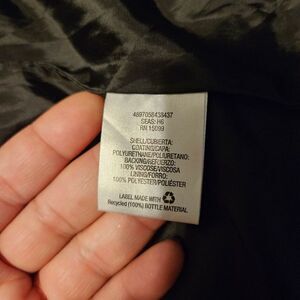 4897058438437
SEAS: H6
RN 15099
SHELL/CUBIERTA:
COATING/CAPA:
POLYURETHANE/POLIURETANO:
BACKING/REFUERZO:
100% VISCOSE/VISCOSA
LINING/FORRO:
100% POLYESTER/POLIÉSTER
LABEL MADE WITH
Recycled (100%) BOTTLE MATERIAL